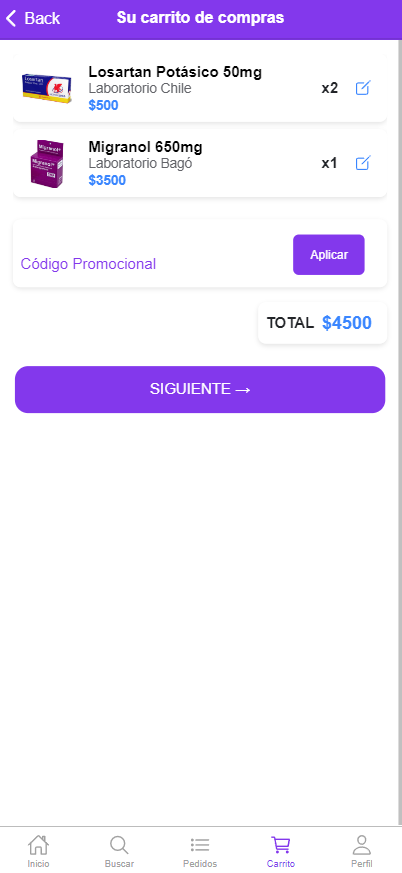 Back
Su carrito de compras
Losartan Potásico 50mg
Laboratorio Chile
$500
x2
Migranol 650mg
Laboratorio Bagó
$3500
x1
Código Promocional
Aplicar
TOTAL $4500
SIGUIENTE →
Inicio
Buscar
Pedidos
Carrito
Perfil